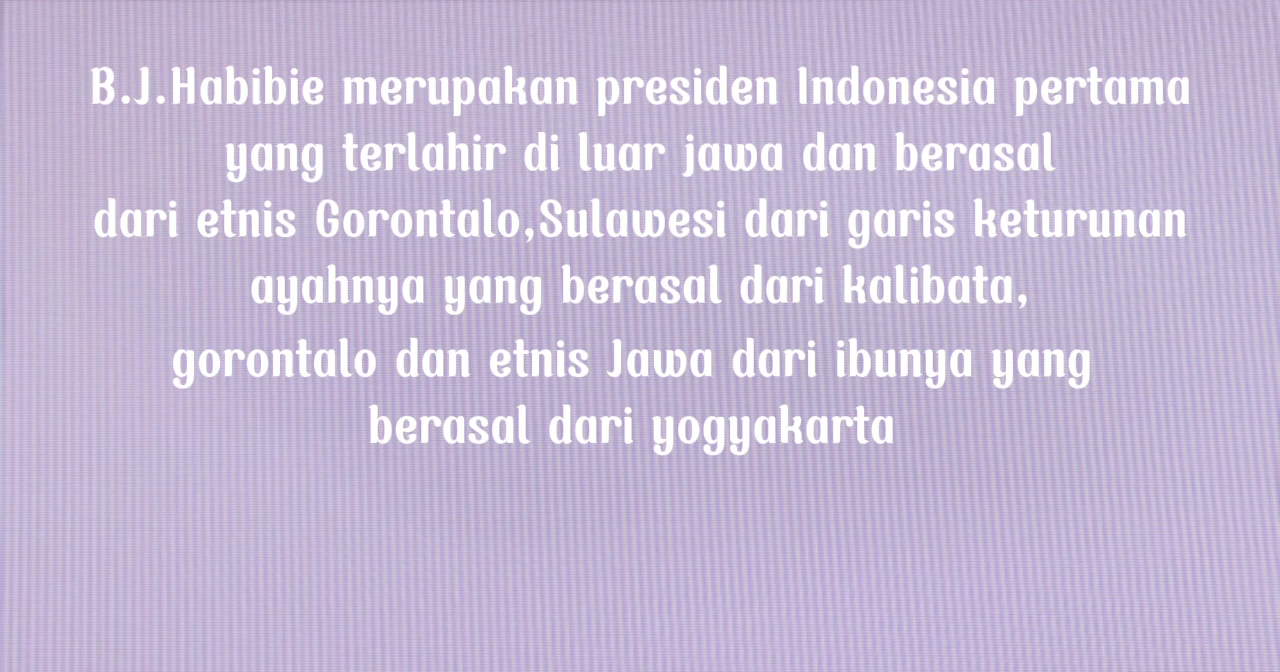 B.J.Habibie merupakan presiden Indonesia pertama
yang terlahir di luar jawa dan berasal
dari etnis Gorontalo,Sulawesi dari garis keturunan
ayahnya yang berasal dari kalibata,
gorontalo dan etnis Jawa dari ibunya yang
berasal dari yogyakarta